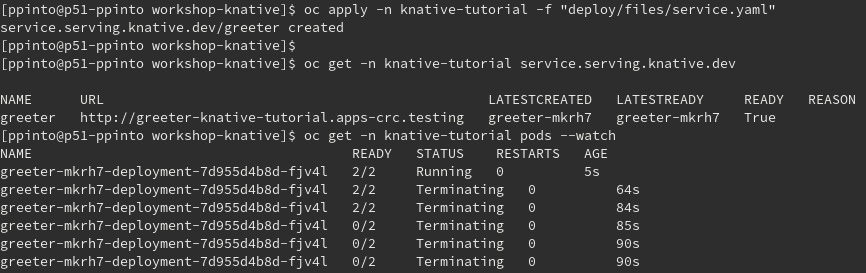 [ppinto@p51-ppinto workshop-knative]$ oc apply -n knative-tutorial -f "deploy/files/service.yaml"
service.serving.knative.dev/greeter created
[ppinto@p51-ppinto workshop-knative]$
[ppinto@p51-ppinto workshop-knative]$ oc get -n knative-tutorial service.serving.knative.dev
NAME URL LATESTCREATED LATESTREADY READY REASON
greeter http://greeter-knative-tutorial.apps-crc.testing greeter-mkrh7 greeter-mkrh7 True
[ppinto@p51-ppinto workshop-knative]$ oc get -n knative-tutorial pods --watch
NAME READY STATUS RESTARTS AGE
greeter-mkrh7-deployment-7d955d4b8d-fjv4l 2/2 Running 0 5s
greeter-mkrh7-deployment-7d955d4b8d-fjv4l 2/2 Terminating 0 64s
greeter-mkrh7-deployment-7d955d4b8d-fjv4l 2/2 Terminating 0 84s
greeter-mkrh7-deployment-7d955d4b8d-fjv4l 0/2 Terminating 0 85s
greeter-mkrh7-deployment-7d955d4b8d-fjv4l 0/2 Terminating 0 90s
greeter-mkrh7-deployment-7d955d4b8d-fjv4l 0/2 Terminating 0 90s